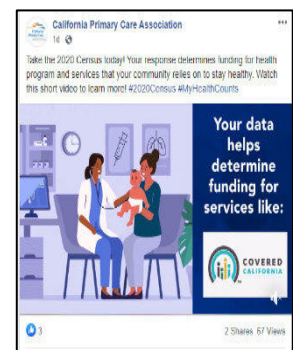 California Primary Care Association
1d
Take the 2020 Census today! Your response determines funding for health
program and services that your community relies on to stay healthy. Watch
this short video to learn more! #2020Census #MyHealthCounts
Your data
helps
determine
funding for
services like:
COVERED
CALIFORNIA
3
2 Shares 67 Views